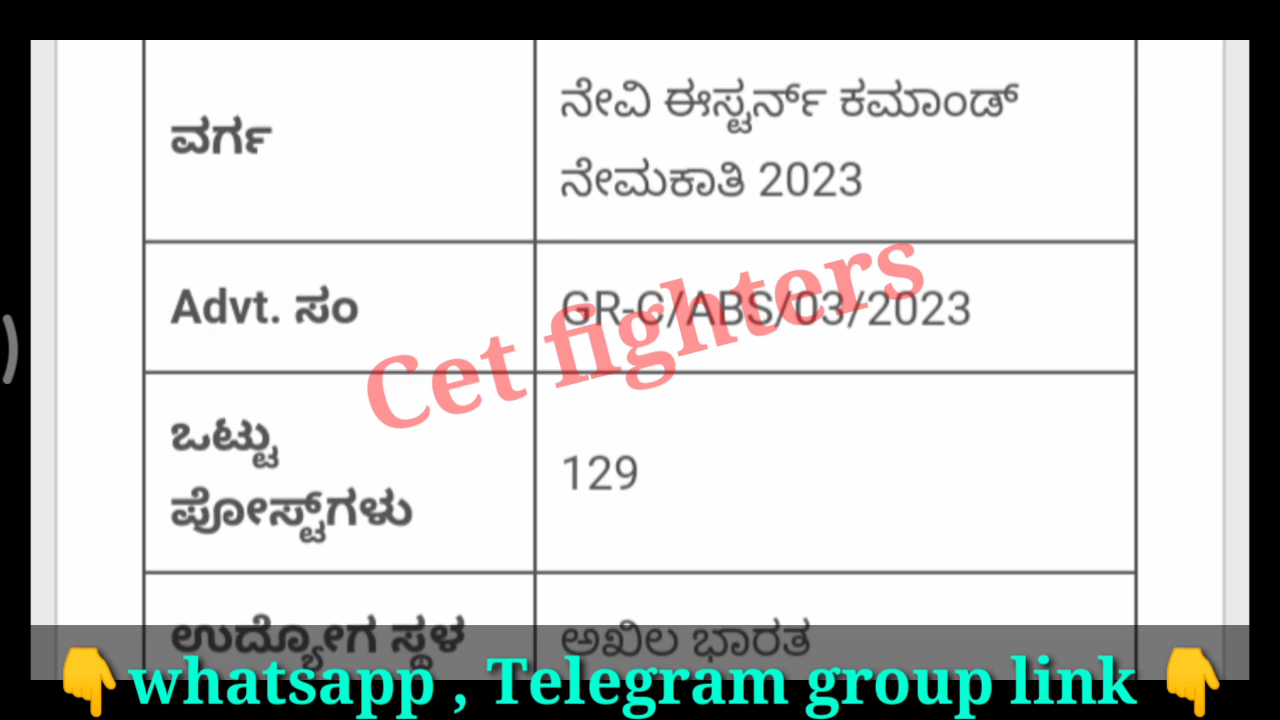 ವರ್ಗ
ನೇವಿ ಈಸ್ಟರ್ನ್ ಕಮಾಂಡ್
ನೇಮಕಾತಿ 2023
Advt. ಸಂ
GR-C/ABS/03/2023
Cet fighters
ಒಟ್ಟು
ಪೋಸ್ಟ್‌ಗಳು
129
ಉದ್ಯೋಗ ಸ್ಥಳ
ಅಖಿಲ ಭಾರತ
👇whatsapp , Telegram group link 👇